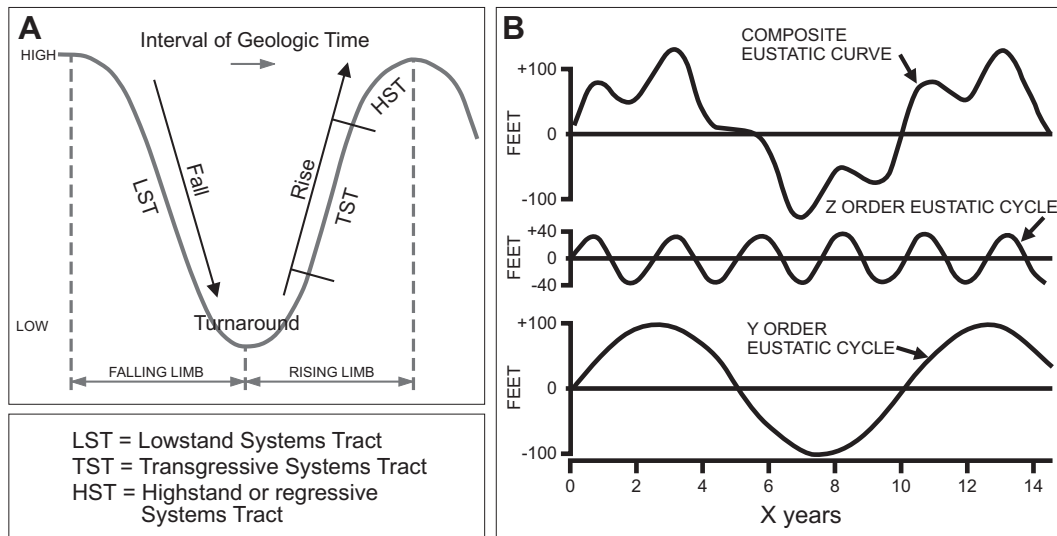 A
Interval of Geologic Time
HIGH
Fall
LST
Rise
HST
TST
LOW
Turnaround
FALLING LIMB
RISING LIMB
LST = Lowstand Systems Tract
TST = Transgressive Systems Tract
HST = Highstand or regressive
Systems Tract
B
COMPOSITE
EUSTATIC CURVE
+100
0
-100
FEET
Z ORDER EUSTATIC CYCLE
+40
0
-40
FEET
Y ORDER
EUSTATIC CYCLE
+100
0
-100
FEET
0 2 4 6 8 10 12 14
X years